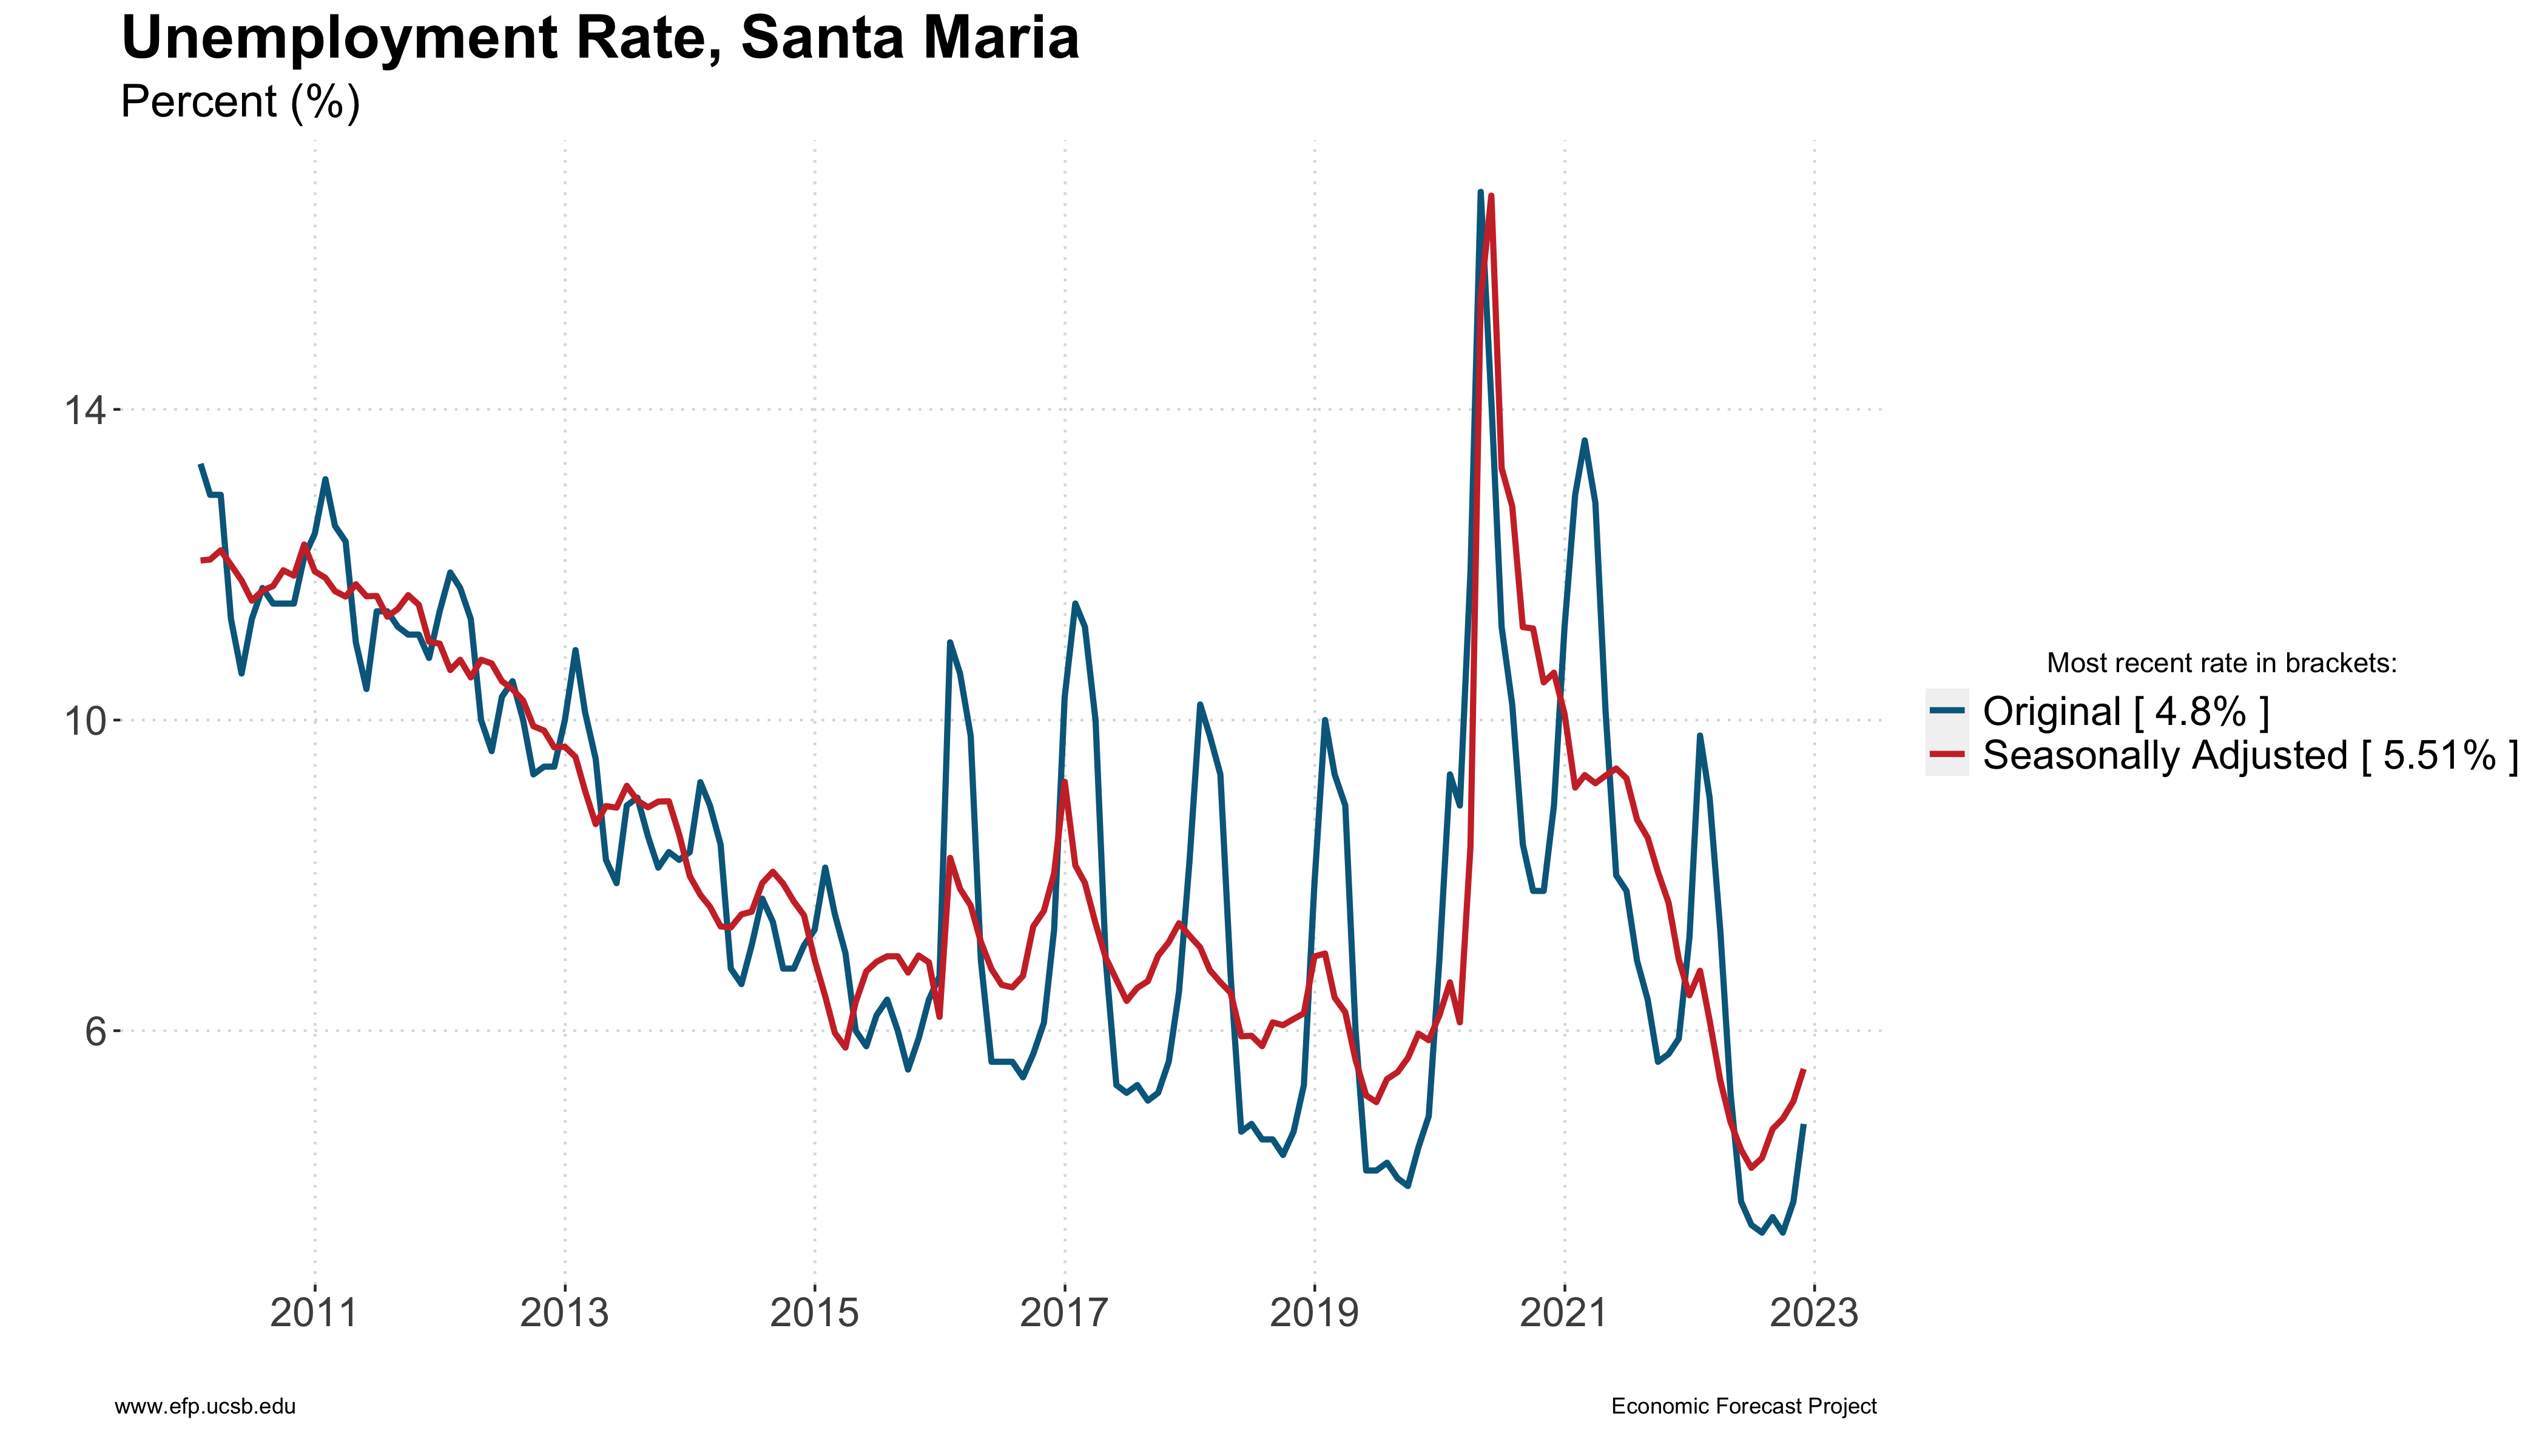 Unemployment Rate, Santa Maria
Percent (%)
14
10
6
2011 2013 2015 2017 2019 2021 2023
Most recent rate in brackets:
Original [ 4.8% ]
Seasonally Adjusted [ 5.51% ]
www.efp.ucsb.edu
Economic Forecast Project